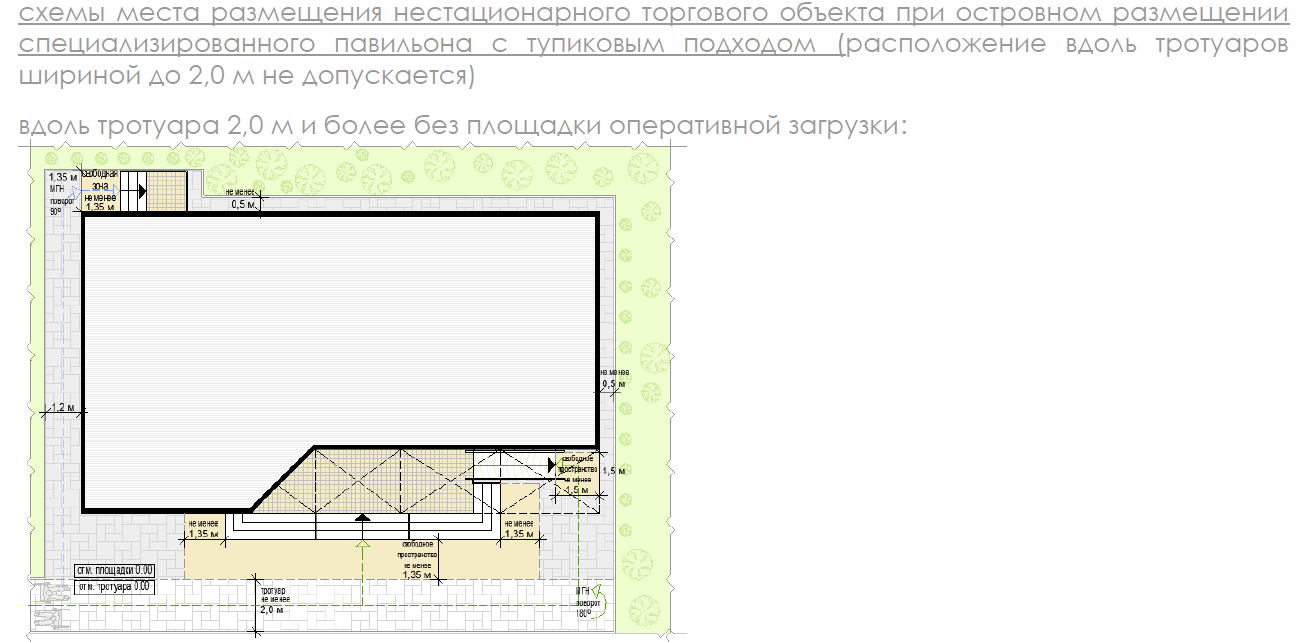 схемы места размещения нестационарного торгового объекта при островном размещении
специализированного павильона с тупиковым подходом (расположение вдоль тротуаров
шириной до 2,0 м не допускается)
вдоль тротуара 2,0 м и более без площадки оперативной загрузки:
1,35 м
МГН
поворот
90º
свободная
зона
не менее
1,35 м
не менее
0,5 м
не менее
0,5 м
1,2 м
свободное
пространство
не менее
1,5 м
1,5 м
не менее
1,35 м
не менее
1,35 м
свободное
пространство
не менее
1,35 м
отм. площадки 0.00
отм. тротуара 0.00
тротуар
не менее
2,0 м
МГН
поворот
180º